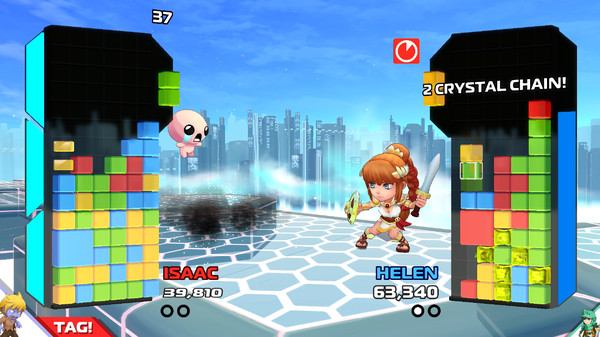 37
2 CRYSTAL CHAIN!
ISAAC
39,810
HELEN
63,340
TAG!